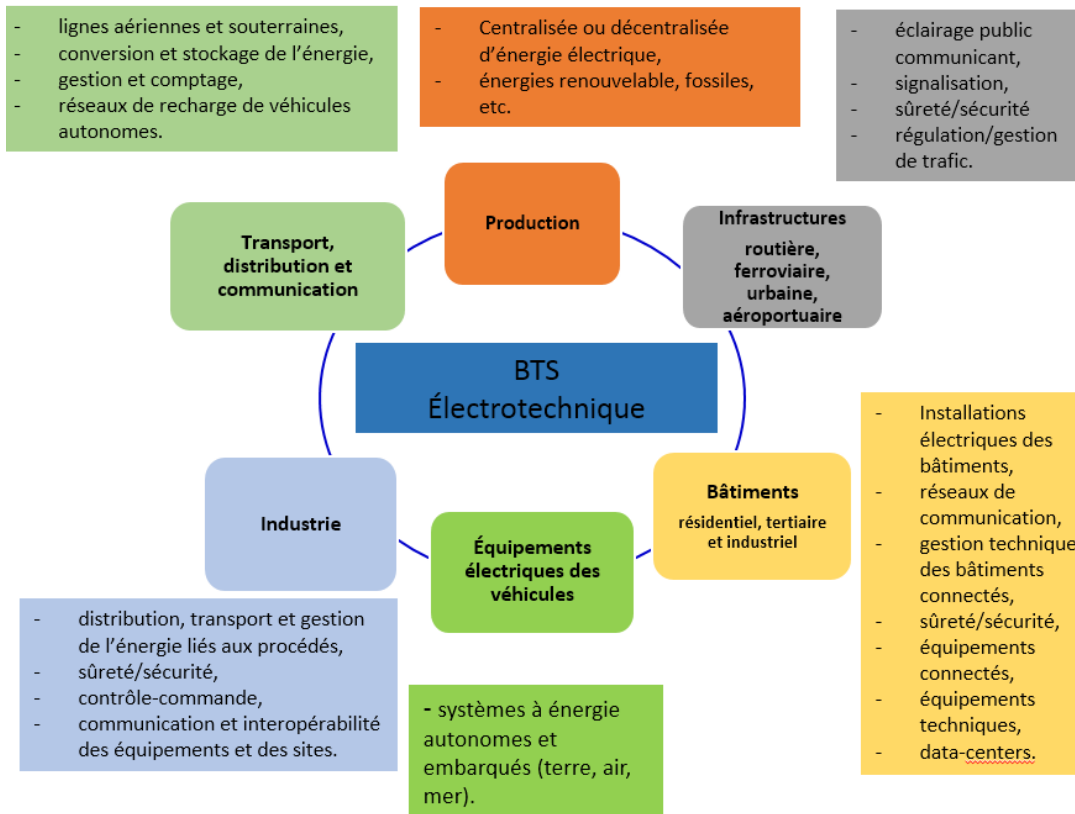 - lignes aériennes et souterraines,
- conversion et stockage de l’énergie,
- gestion et comptage,
- réseaux de recharge de véhicules
autonomes.
- Centralisée ou décentralisée
d’énergie électrique,
- énergies renouvelable, fossiles,
etc.
- éclairage public
communicant,
- signalisation,
- sûreté/sécurité
- régulation/gestion
de trafic.
Transport,
distribution et
communication
Production
Infrastructures
routière,
ferroviaire,
urbaine,
aéroportuaire
BTS
Électrotechnique
Industrie
Équipements
électriques des
véhicules
Bâtiments
résidentiel, tertiaire
et industriel
- Installations
électriques des
bâtiments,
- réseaux de
communication,
- gestion technique
des bâtiments
connectés,
- sûreté/sécurité,
- équipements
connectés,
- équipements
techniques,
- data-centers.
- distribution, transport et gestion
de l’énergie liés aux procédés,
- sûreté/sécurité,
- contrôle-commande,
- communication et interopérabilité
des équipements et des sites.
- systèmes à énergie
autonomes et
embarqués (terre, air,
mer).